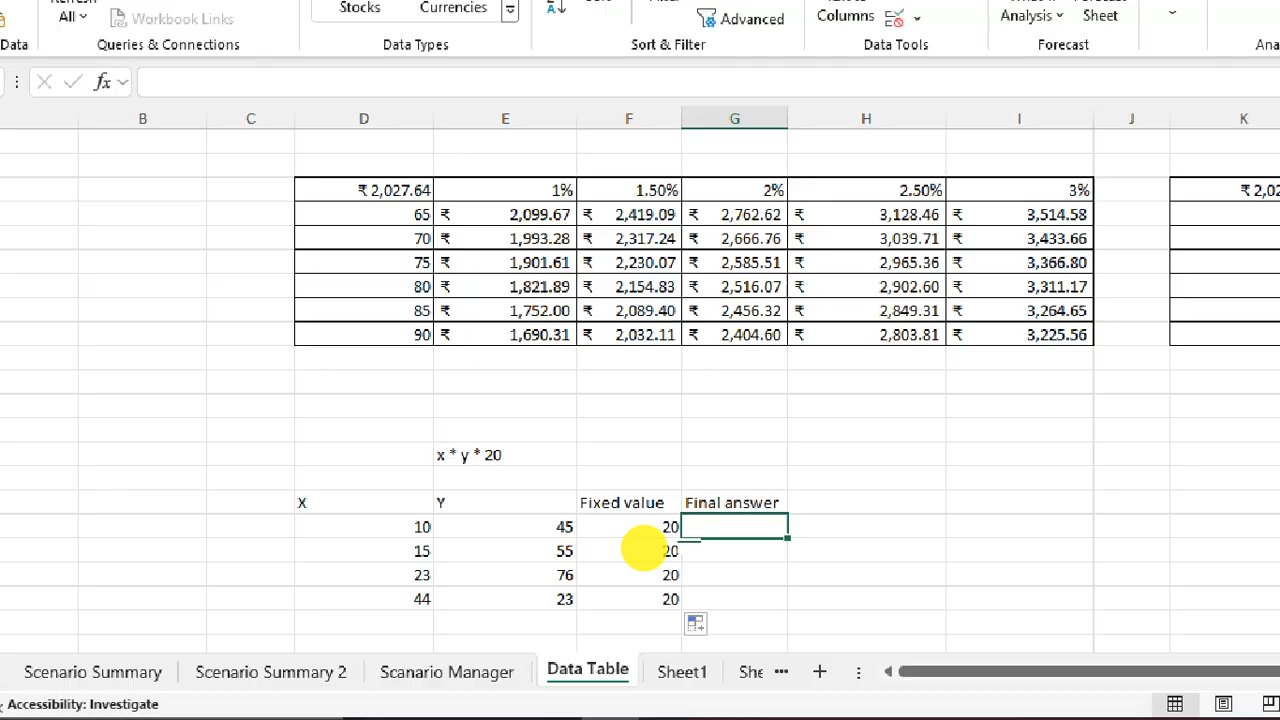 All
Workbook Links
Stocks
Currencies
Advanced
Columns
Analysis
Sheet
Data
Queries & Connections
Data Types
Sort & Filter
Data Tools
Forecast
fx
B C D E F G H I J K
₹ 2,027.64 1% 1.50% 2% 2.50% 3%
65 ₹ 2,099.67 ₹ 2,419.09 ₹ 2,762.62 ₹ 3,128.46 ₹ 3,514.58
70 ₹ 1,993.28 ₹ 2,317.24 ₹ 2,666.76 ₹ 3,039.71 ₹ 3,433.66
75 ₹ 1,901.61 ₹ 2,230.07 ₹ 2,585.51 ₹ 2,965.36 ₹ 3,366.80
80 ₹ 1,821.89 ₹ 2,154.83 ₹ 2,516.07 ₹ 2,902.60 ₹ 3,311.17
85 ₹ 1,752.00 ₹ 2,089.40 ₹ 2,456.32 ₹ 2,849.31 ₹ 3,264.65
90 ₹ 1,690.31 ₹ 2,032.11 ₹ 2,404.60 ₹ 2,803.81 ₹ 3,225.56
x * y * 20
X Y Fixed value Final answer
10 45 20
15 55 20
23 76 20
44 23 20
Scenario Summary Scenario Summary 2 Scanario Manager Data Table Sheet1 She
Accessibility: Investigate